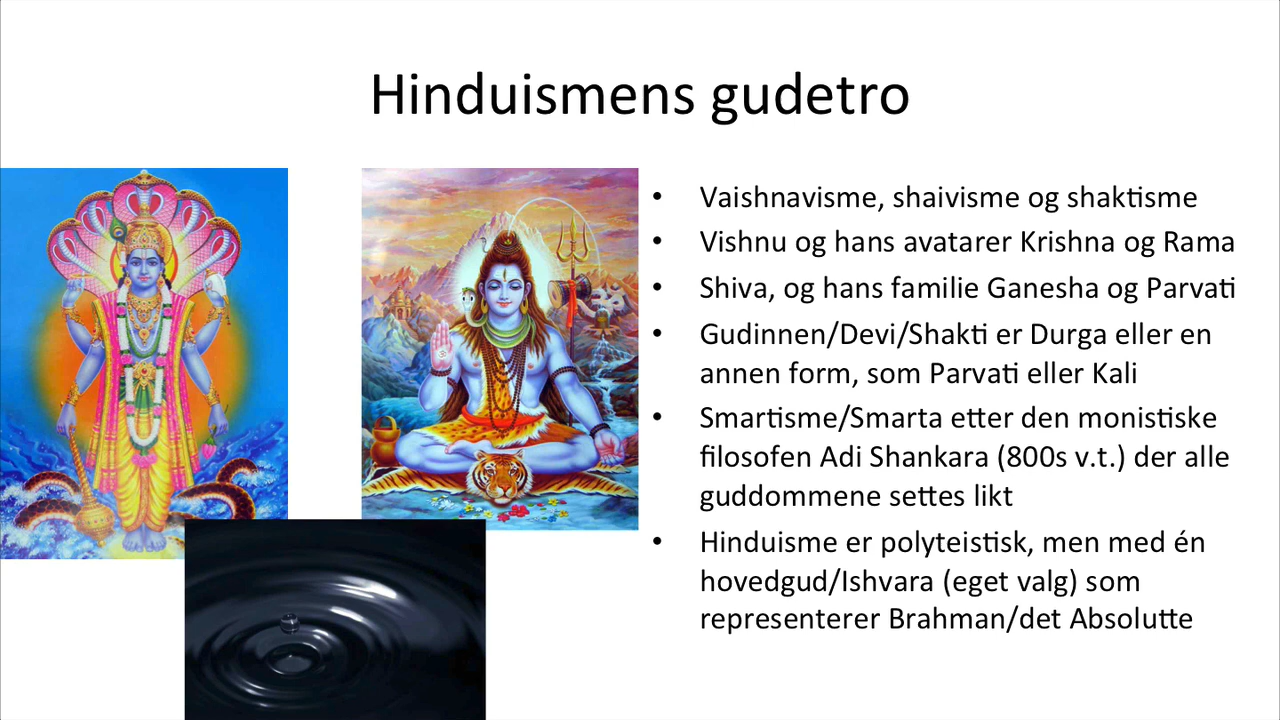 Hinduismens gudetro
• Vaishnavisme, shaivisme og shaktisme
• Vishnu og hans avatarer Krishna og Rama
• Shiva, og hans familie Ganesha og Parvati
• Gudinnen/Devi/Shakti er Durga eller en
annen form, som Parvati eller Kali
• Smartisme/Smarta etter den monistiske
filosofen Adi Shankara (800s v.t.) der alle
guddommene settes likt
• Hinduisme er polyteistisk, men med én
hovedgud/Ishvara (eget valg) som
representerer Brahman/det Absolutte